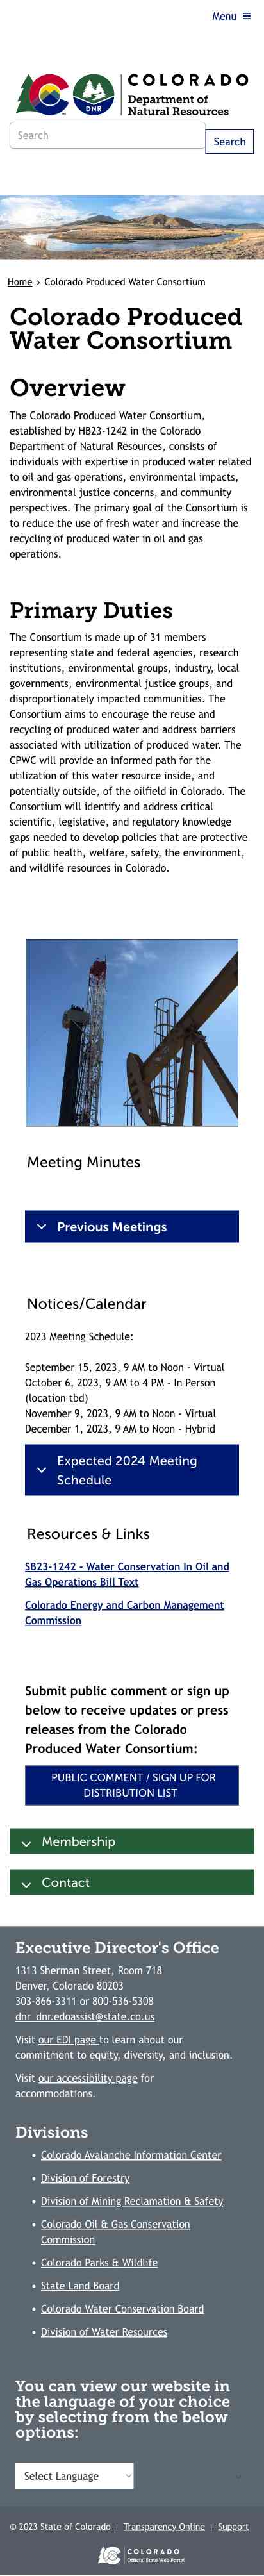 Menu
COLORADO
CO
DNR
Department of
Natural Resources
Search
Search
Home › Colorado Produced Water Consortium
Colorado Produced
Water Consortium
Overview
The Colorado Produced Water Consortium,
established by HB23-1242 in the Colorado
Department of Natural Resources, consists of
individuals with expertise in produced water related
to oil and gas operations, environmental impacts,
environmental justice concerns, and community
perspectives. The primary goal of the Consortium is
to reduce the use of fresh water and increase the
recycling of produced water in oil and gas
operations.
Primary Duties
The Consortium is made up of 31 members
representing state and federal agencies, research
institutions, environmental groups, industry, local
governments, environmental justice groups, and
disproportionately impacted communities. The
Consortium aims to encourage the reuse and
recycling of produced water and address barriers
associated with utilization of produced water. The
CPWC will provide an informed path for the
utilization of this water resource inside, and
potentially outside, of the oilfield in Colorado. The
Consortium will identify and address critical
scientific, legislative, and regulatory knowledge
gaps needed to develop policies that are protective
of public health, welfare, safety, the environment,
and wildlife resources in Colorado.
Meeting Minutes
Previous Meetings
Notices/Calendar
2023 Meeting Schedule:
September 15, 2023, 9 AM to Noon - Virtual
October 6, 2023, 9 AM to 4 PM - In Person
(location tbd)
November 9, 2023, 9 AM to Noon - Virtual
December 1, 2023, 9 AM to Noon - Hybrid
Expected 2024 Meeting
Schedule
Resources & Links
SB23-1242 - Water Conservation In Oil and
Gas Operations Bill Text
Colorado Energy and Carbon Management
Commission
Submit public comment or sign up
below to receive updates or press
releases from the Colorado
Produced Water Consortium:
PUBLIC COMMENT / SIGN UP FOR
DISTRIBUTION LIST
Membership
Contact
Executive Director's Office
1313 Sherman Street, Room 718
Denver, Colorado 80203
303-866-3311 or 800-536-5308
dnr_dnr.edoassist@state.co.us
Visit our EDI page to learn about our
commitment to equity, diversity, and inclusion.
Visit our accessibility page for
accommodations.
Divisions
• Colorado Avalanche Information Center
• Division of Forestry
• Division of Mining Reclamation & Safety
• Colorado Oil & Gas Conservation
Commission
• Colorado Parks & Wildlife
• State Land Board
• Colorado Water Conservation Board
• Division of Water Resources
You can view our website in
the language of your choice
by selecting from the below
options:
Select Language
© 2023 State of Colorado | Transparency Online | Support
COLORADO
Official State Web Portal